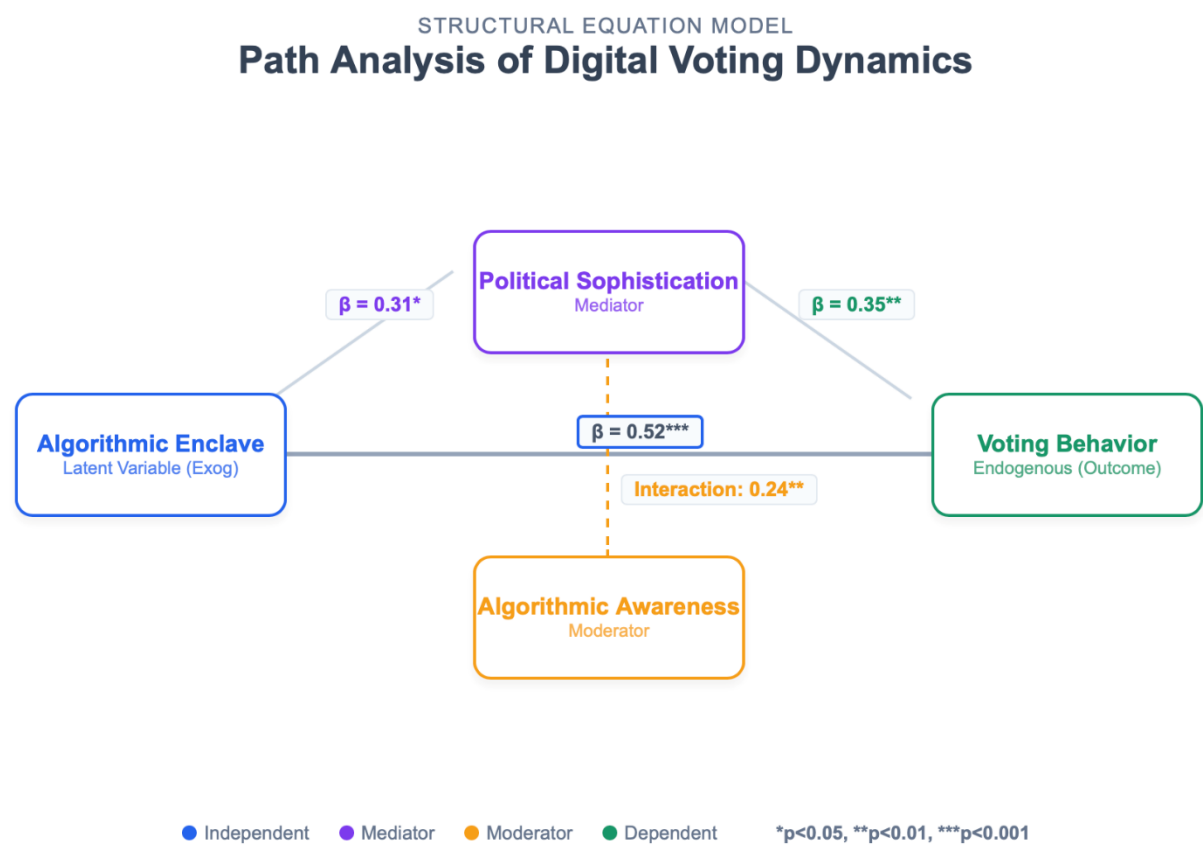 STRUCTURAL EQUATION MODEL
Path Analysis of Digital Voting Dynamics
Political Sophistication
Mediator
β = 0.31*
β = 0.35**
Algorithmic Enclave
Latent Variable (Exog)
β = 0.52***
Voting Behavior
Endogenous (Outcome)
Interaction: 0.24**
Algorithmic Awareness
Moderator
Independent
Mediator
Moderator
Dependent
*p<0.05, **p<0.01, ***p<0.001